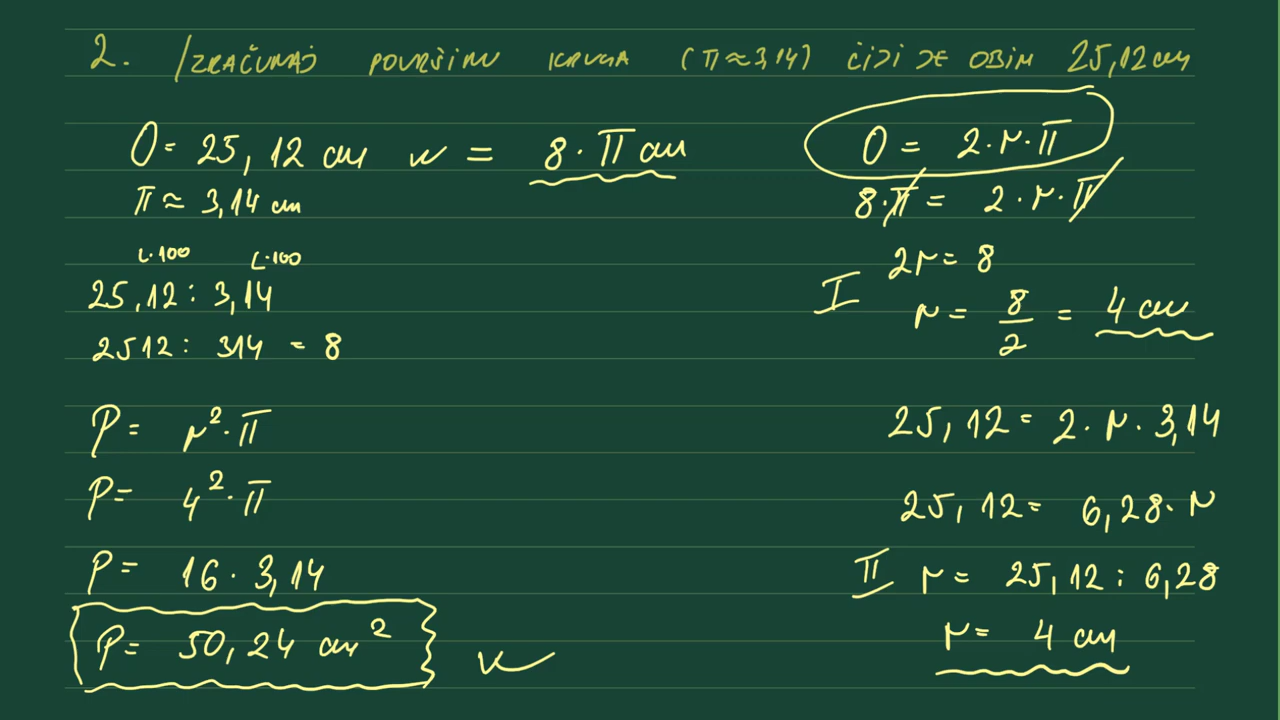 2. IZRAČUNAJ POVRŠINU KRUGA (π≈3,14) ČIJI JE OBIM 25,12 cm
O= 25,12 cm = 8·π cm
π≈ 3,14 cm
·100 ·100
25,12 : 3,14
2512 : 314 = 8
P= r²·π
P= 4²·π
P= 16·3,14
P= 50,24 cm²
O= 2·r·π
8·π = 2·r·π
2r= 8
I r= 8/2 = 4 cm
25,12= 2·r·3,14
25,12= 6,28·r
II r= 25,12 : 6,28
r= 4 cm